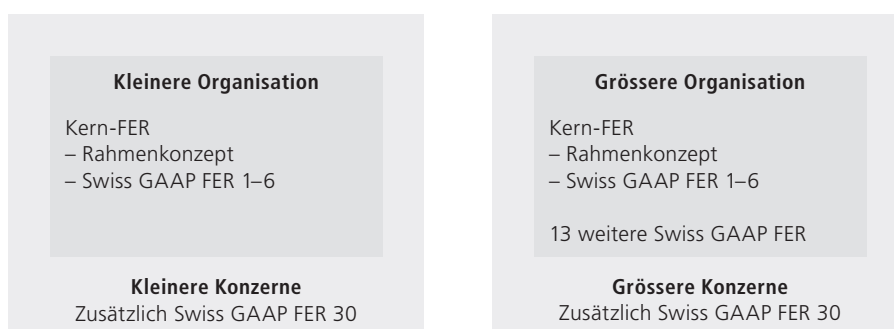 Kleinere Organisation
Kern-FER
– Rahmenkonzept
– Swiss GAAP FER 1–6
Kleinere Konzerne
Zusätzlich Swiss GAAP FER 30
Grössere Organisation
Kern-FER
– Rahmenkonzept
– Swiss GAAP FER 1–6
13 weitere Swiss GAAP FER
Grössere Konzerne
Zusätzlich Swiss GAAP FER 30